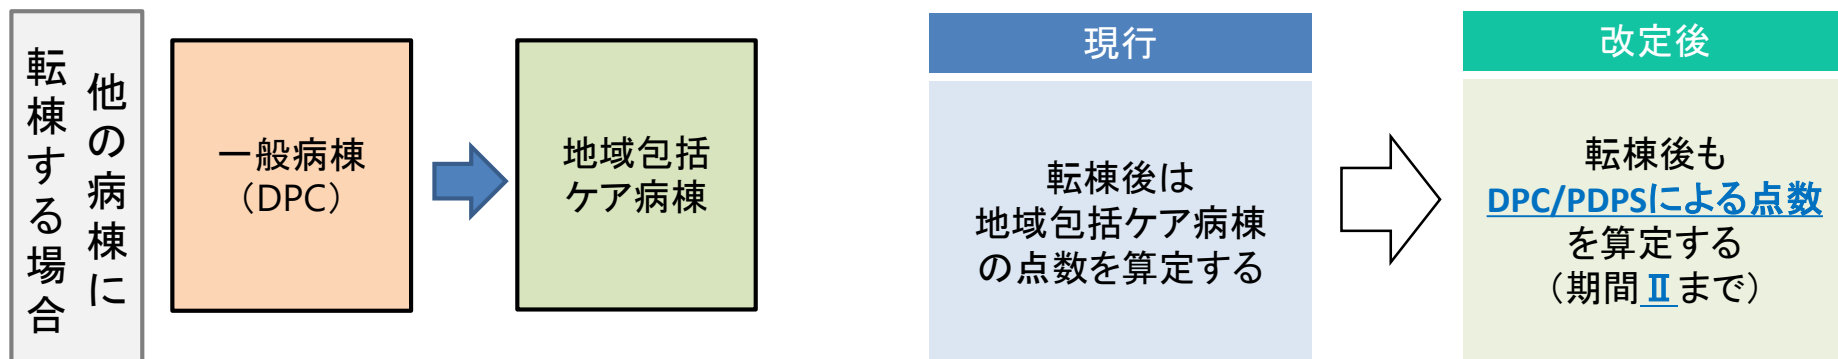 他の病棟に
転棟する場合
一般病棟
（DPC）
地域包括
ケア病棟
現行
転棟後は
地域包括ケア病棟
の点数を算定する
改定後
転棟後も
DPC/PDPSによる点数
を算定する
（期間Ⅱまで）